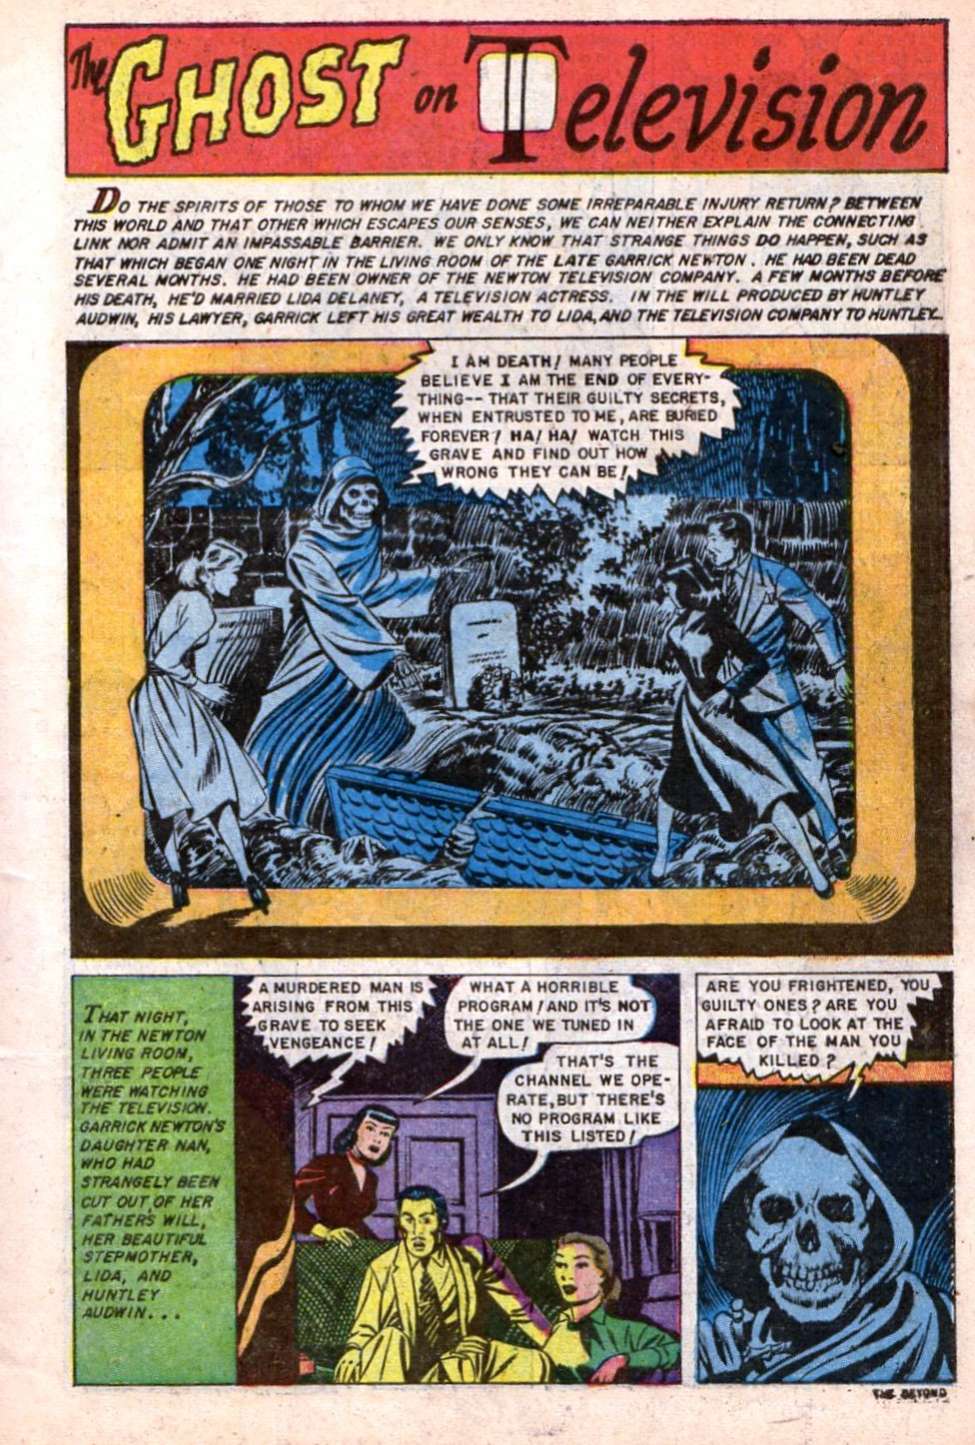 The GHOST on Television
DO THE SPIRITS OF THOSE TO WHOM WE HAVE DONE SOME IRREPARABLE INJURY RETURN? BETWEEN
THIS WORLD AND THAT OTHER WHICH ESCAPES OUR SENSES, WE CAN NEITHER EXPLAIN THE CONNECTING
LINK NOR ADMIT AN IMPASSABLE BARRIER. WE ONLY KNOW THAT STRANGE THINGS DO HAPPEN, SUCH AS
THAT WHICH BEGAN ONE NIGHT IN THE LIVING ROOM OF THE LATE GARRICK NEWTON. HE HAD BEEN DEAD
SEVERAL MONTHS. HE HAD BEEN OWNER OF THE NEWTON TELEVISION COMPANY. A FEW MONTHS BEFORE
HIS DEATH, HE'D MARRIED LIDA DELANEY, A TELEVISION ACTRESS. IN THE WILL PRODUCED BY HUNTLEY
AUDWIN, HIS LAWYER, GARRICK LEFT HIS GREAT WEALTH TO LIDA, AND THE TELEVISION COMPANY TO HUNTLEY...
I AM DEATH! MANY PEOPLE
BELIEVE I AM THE END OF EVERY-
THING-- THAT THEIR GUILTY SECRETS,
WHEN ENTRUSTED TO ME, ARE BURIED
FOREVER! HA! HA! WATCH THIS
GRAVE AND FIND OUT HOW
WRONG THEY CAN BE!
THAT NIGHT,
IN THE NEWTON
LIVING ROOM,
THREE PEOPLE
WERE WATCHING
THE TELEVISION.
GARRICK NEWTON'S
DAUGHTER NAN,
WHO HAD
STRANGELY BEEN
CUT OUT OF HER
FATHER'S WILL,
HER BEAUTIFUL
STEPMOTHER,
LIDA, AND
HUNTLEY
AUDWIN...
A MURDERED MAN IS
ARISING FROM THIS
GRAVE TO SEEK
VENGEANCE!
WHAT A HORRIBLE
PROGRAM! AND IT'S NOT
THE ONE WE TUNED IN
AT ALL!
THAT'S THE
CHANNEL WE OPE-
RATE, BUT THERE'S
NO PROGRAM LIKE
THIS LISTED!
ARE YOU FRIGHTENED, YOU
GUILTY ONES? ARE YOU
AFRAID TO LOOK AT THE
FACE OF THE MAN YOU
KILLED?
THE BEYOND